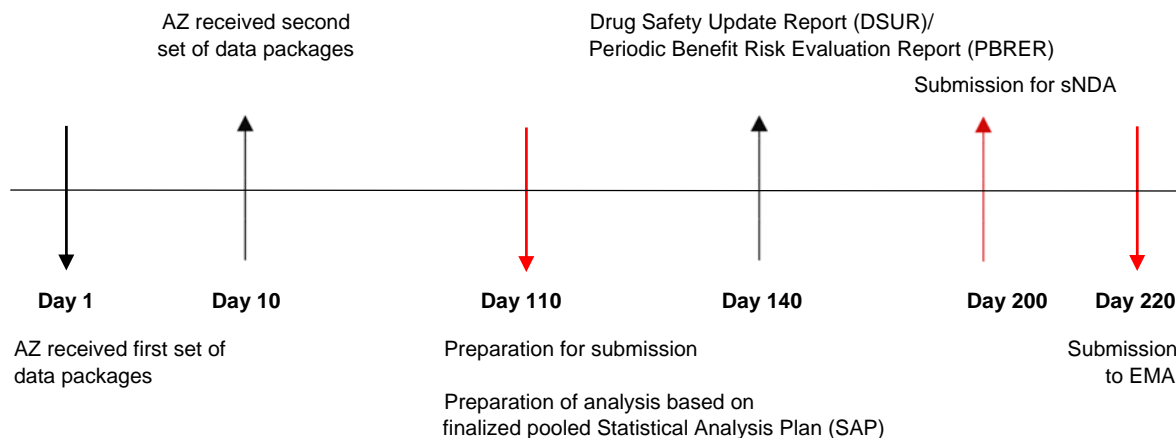 AZ received second
set of data packages
Drug Safety Update Report (DSUR)/
Periodic Benefit Risk Evaluation Report (PBRER)
Submission for sNDA
Day 1
Day 10
Day 110
Day 140
Day 200
Day 220
AZ received first set of
data packages
Preparation for submission
Preparation of analysis based on
finalized pooled Statistical Analysis Plan (SAP)
Submission
to EMA